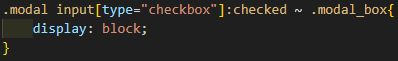 .modal input[type="checkbox"]:checked ~ .modal_box{
    display: block;
}